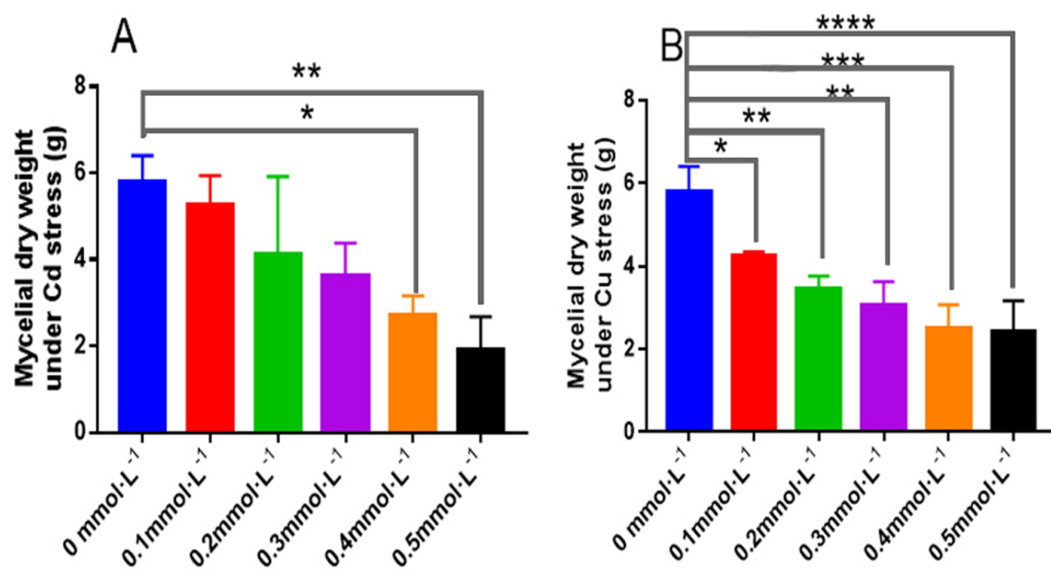 A
Mycelial dry weight
under Cd stress (g)
8
6
4
2
0
**
*
0 mmol·L⁻¹
0.1mmol·L⁻¹
0.2mmol·L⁻¹
0.3mmol·L⁻¹
0.4mmol·L⁻¹
0.5mmol·L⁻¹
B
Mycelial dry weight
under Cu stress (g)
8
6
4
2
0
****
***
**
**
*
0 mmol·L⁻¹
0.1mmol·L⁻¹
0.2mmol·L⁻¹
0.3mmol·L⁻¹
0.4mmol·L⁻¹
0.5mmol·L⁻¹